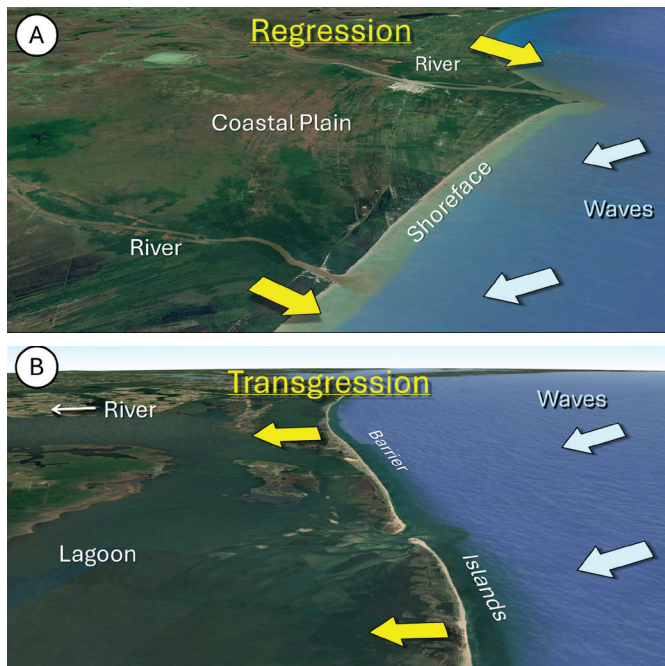 A
Regression
River
Coastal Plain
Shoreface
Waves
River
B
Transgression
River
Waves
Barrier
Lagoon
Islands